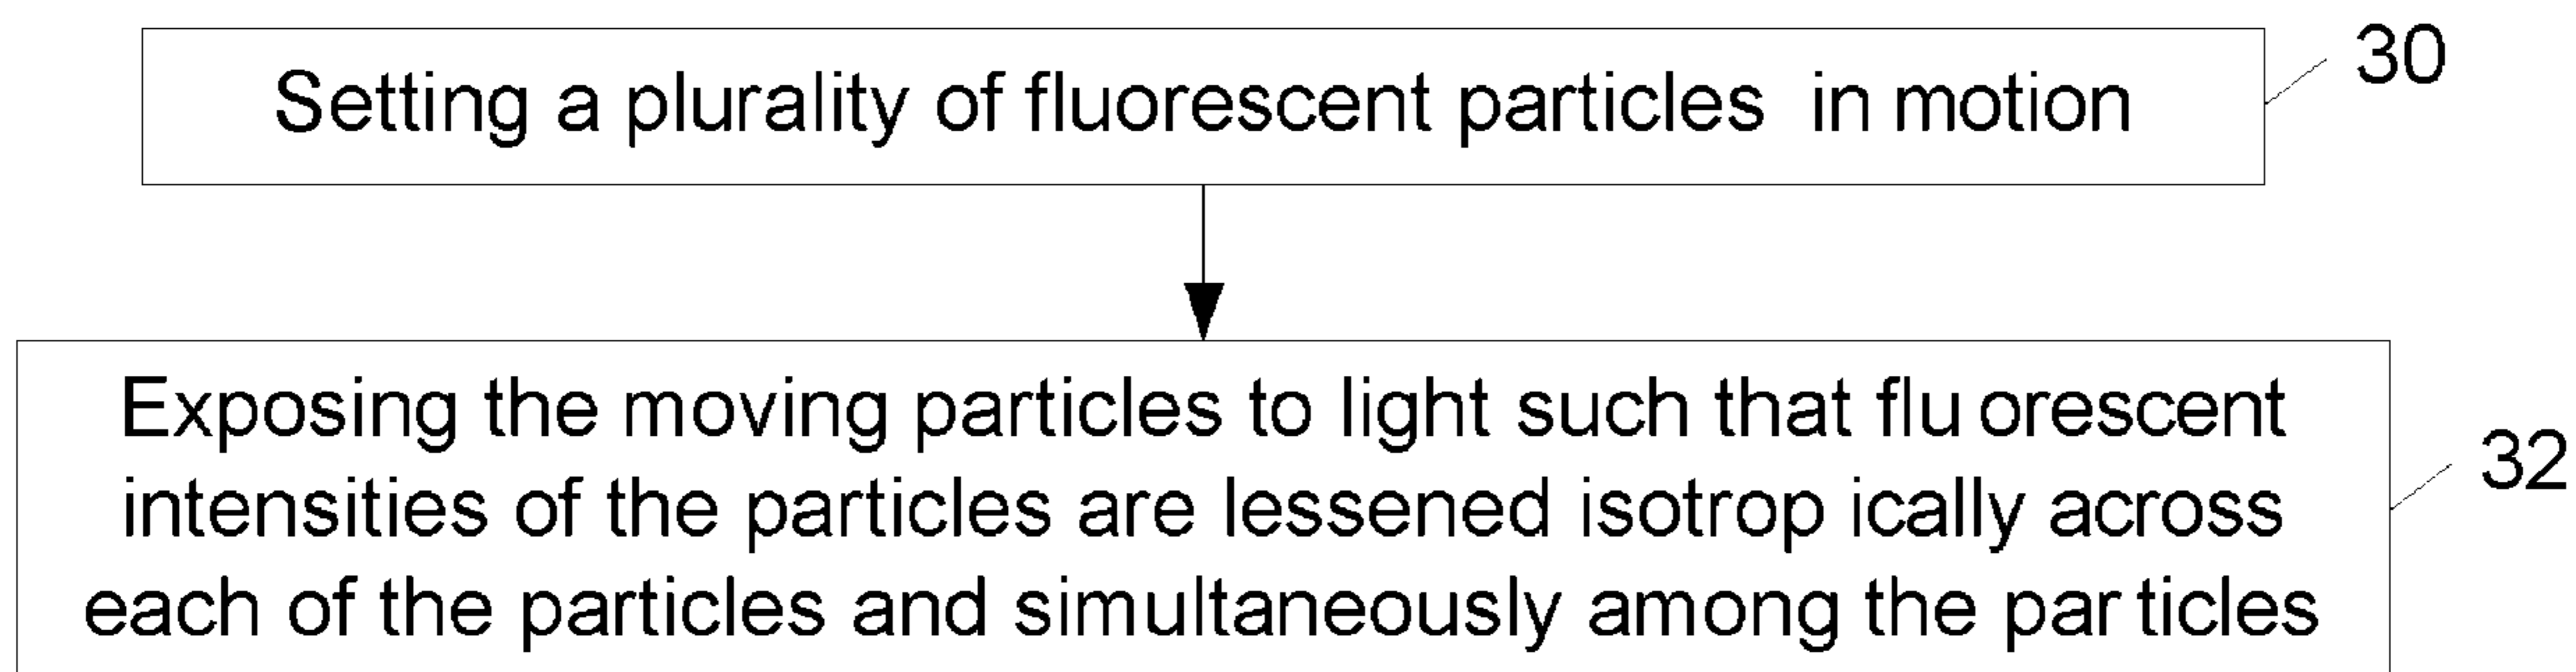 Setting a plurality of fluorescent particles in motion
30
Exposing the moving particles to light such that flu orescent
intensities of the particles are lessened isotrop ically across
each of the particles and simultaneously among the par ticles
32